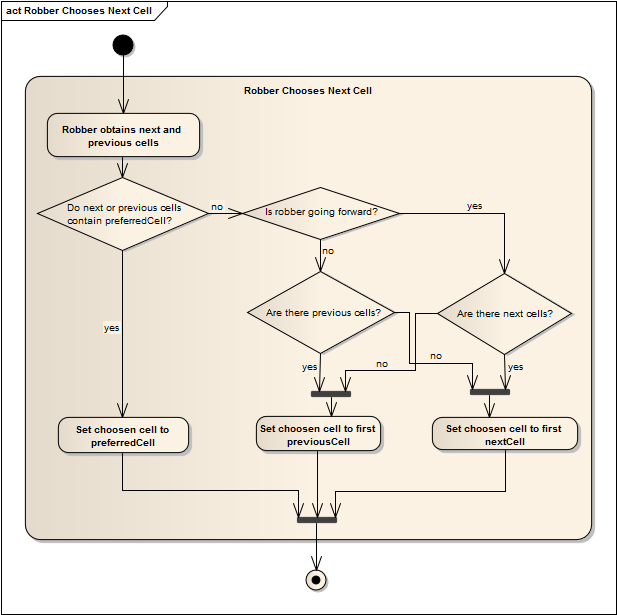 act Robber Chooses Next Cell
Robber Chooses Next Cell
Robber obtains next and
previous cells
Do next or previous cells
contain preferredCell?
no
Is robber going forward?
yes
no
Are there previous cells?
Are there next cells?
yes
no
no
yes
yes
Set choosen cell to
preferredCell
Set choosen cell to first
previousCell
Set choosen cell to first
nextCell